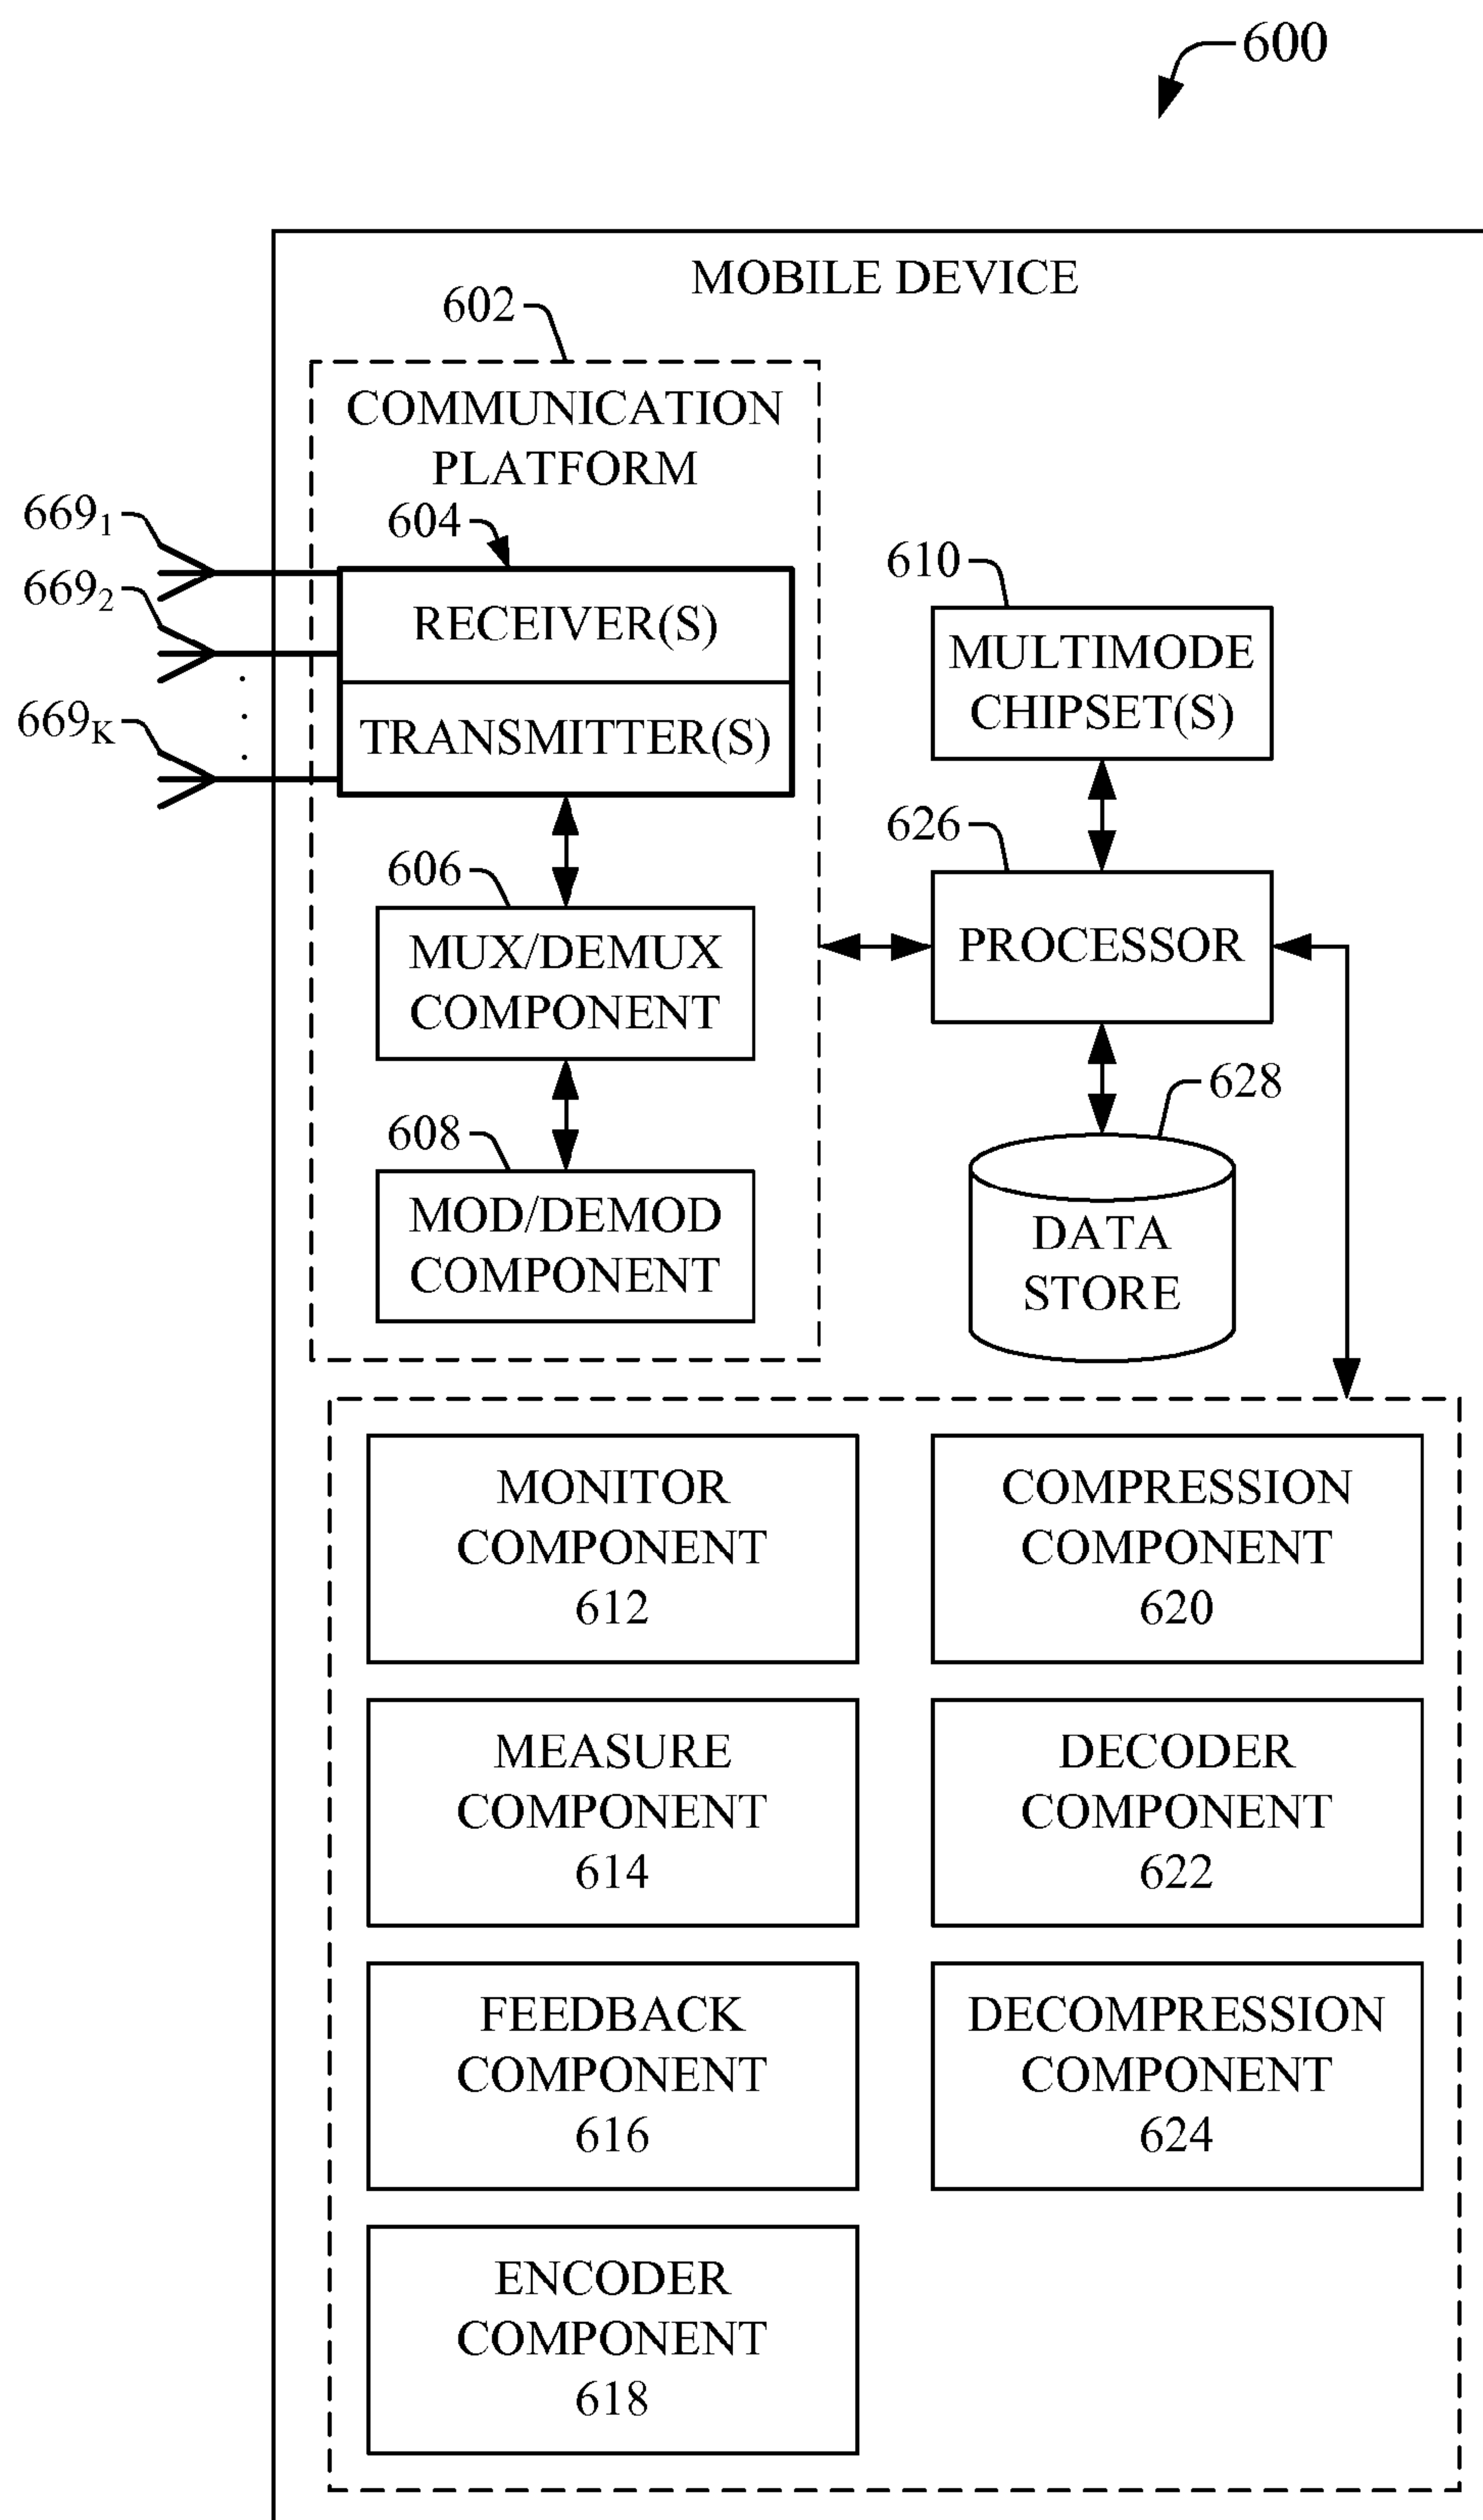 600
MOBILE DEVICE
602
COMMUNICATION
PLATFORM
604
669₁
669₂
669K
RECEIVER(S)
TRANSMITTER(S)
606
MUX/DEMUX
COMPONENT
608
MOD/DEMOD
COMPONENT
610
MULTIMODE
CHIPSET(S)
626
PROCESSOR
628
DATA
STORE
MONITOR
COMPONENT
612
COMPRESSION
COMPONENT
620
MEASURE
COMPONENT
614
DECODER
COMPONENT
622
FEEDBACK
COMPONENT
616
DECOMPRESSION
COMPONENT
624
ENCODER
COMPONENT
618